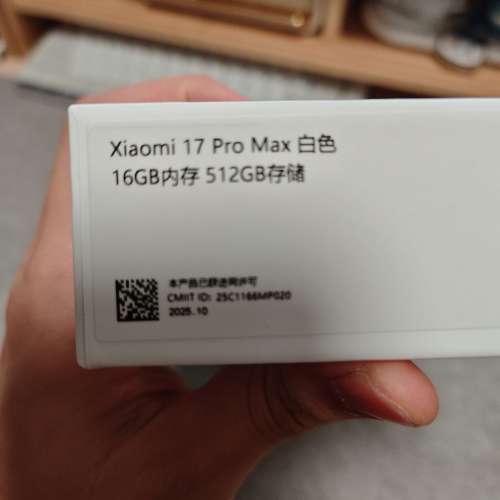 Xiaomi 17 Pro Max 白色
16GB内存 512GB存储
本产品已获进网许可
CMIIT ID: 25C1166MP020
2025.10